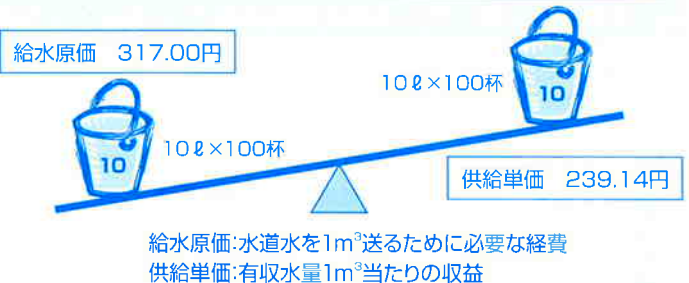 給水原価 317.00円
10ℓ×100杯
10
10
10ℓ×100杯
供給単価 239.14円
給水原価:水道水を1m³送るために必要な経費
供給単価:有収水量1m³当たりの収益